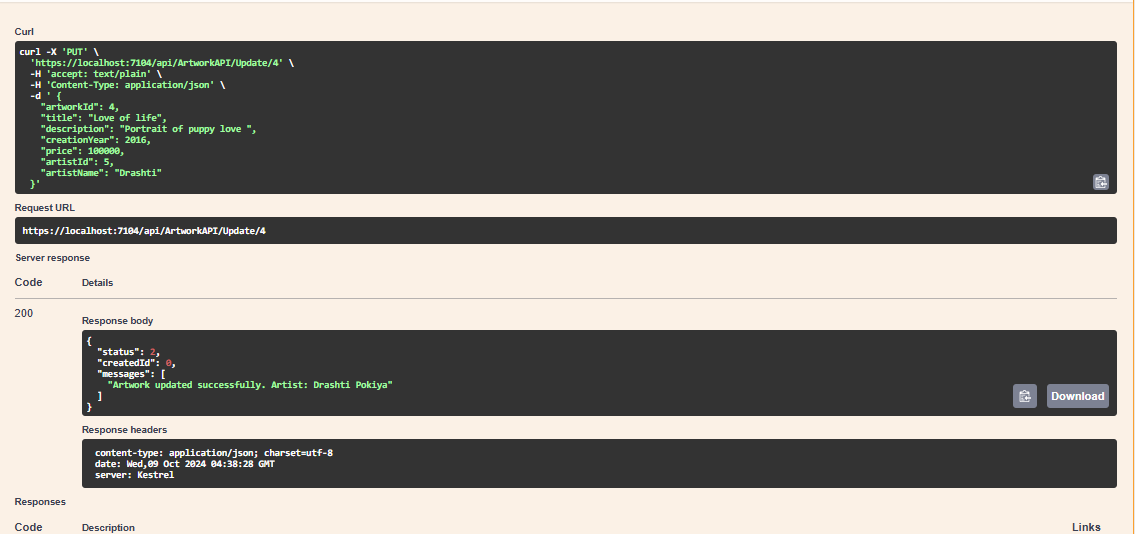 Curl
curl -X 'PUT' \
'https://localhost:7104/api/ArtworkAPI/Update/4' \
-H 'accept: text/plain' \
-H 'Content-Type: application/json' \
-d ' {
"artworkId": 4,
"title": "Love of life",
"description": "Portrait of puppy love ",
"creationYear": 2016,
"price": 100000,
"artistId": 5,
"artistName": "Drashti"
}'
Request URL
https://localhost:7104/api/ArtworkAPI/Update/4
Server response
Code Details
200
Response body
{
"status": 2,
"createdId": 0,
"messages": [
"Artwork updated successfully. Artist: Drashti Pokiya"
]
}
Download
Response headers
content-type: application/json; charset=utf-8
date: Wed,09 Oct 2024 04:38:28 GMT
server: Kestrel
Responses
Code Description Links